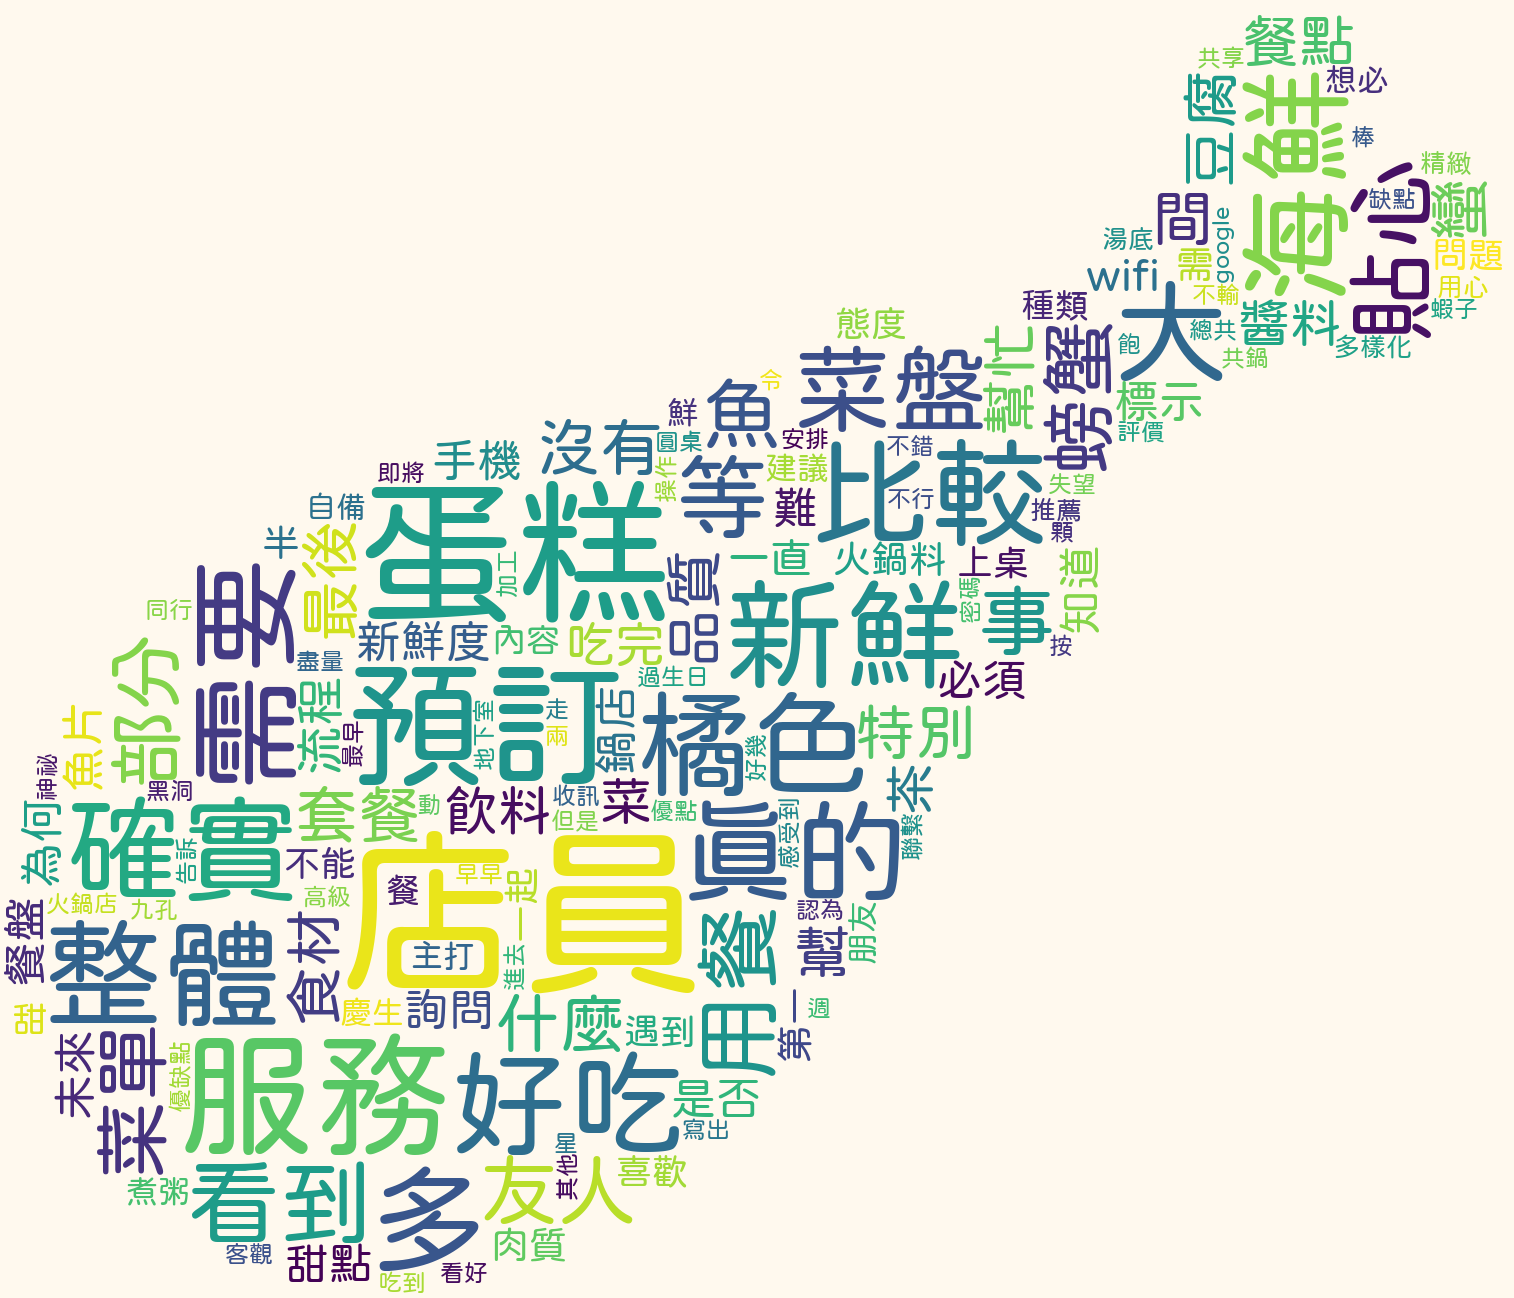 餐點
共享
想必
豆腐
海鮮
棒
精緻
貼心
缺點
蠻
間
google
湯底
需
問題
wifi
用心
不輸
種類
大
醬料
蝦子
總共
態度
幫忙
螃蟹
飽
多樣化
共鍋
菜盤
令
魚
標示
鮮
評價
沒有
圓桌
安排
不錯
比較
手機
即將
等
建議
操作
失望
蛋糕
難
不行
推薦
自備
顆
半
最後
一直
火鍋料
上桌
知道
加工
品質
新鮮
密碼
事
需要
同行
新鮮度
內容
吃完
按
部分
盡量
過生日
必須
預訂
流程
橘色
鍋店
地下室
走
特別
魚片
最早
兩
好幾
神祕
黑洞
茶
套餐
動
飲料
收訊
菜
確實
但是
優點
感受到
真的
為何
聯繫
店員
告訴
不能
早早
一起
餐
高級
火鍋店
九孔
認為
餐盤
用餐
朋友
整體
食材
幫
主打
進去
甜
慶生
詢問
什麼
第一
週
遇到
菜單
未來
服務
優缺點
好吃
是否
寫出
星
煮粥
看到
友人
其他
喜歡
多
肉質
客觀
甜點
看好
吃到